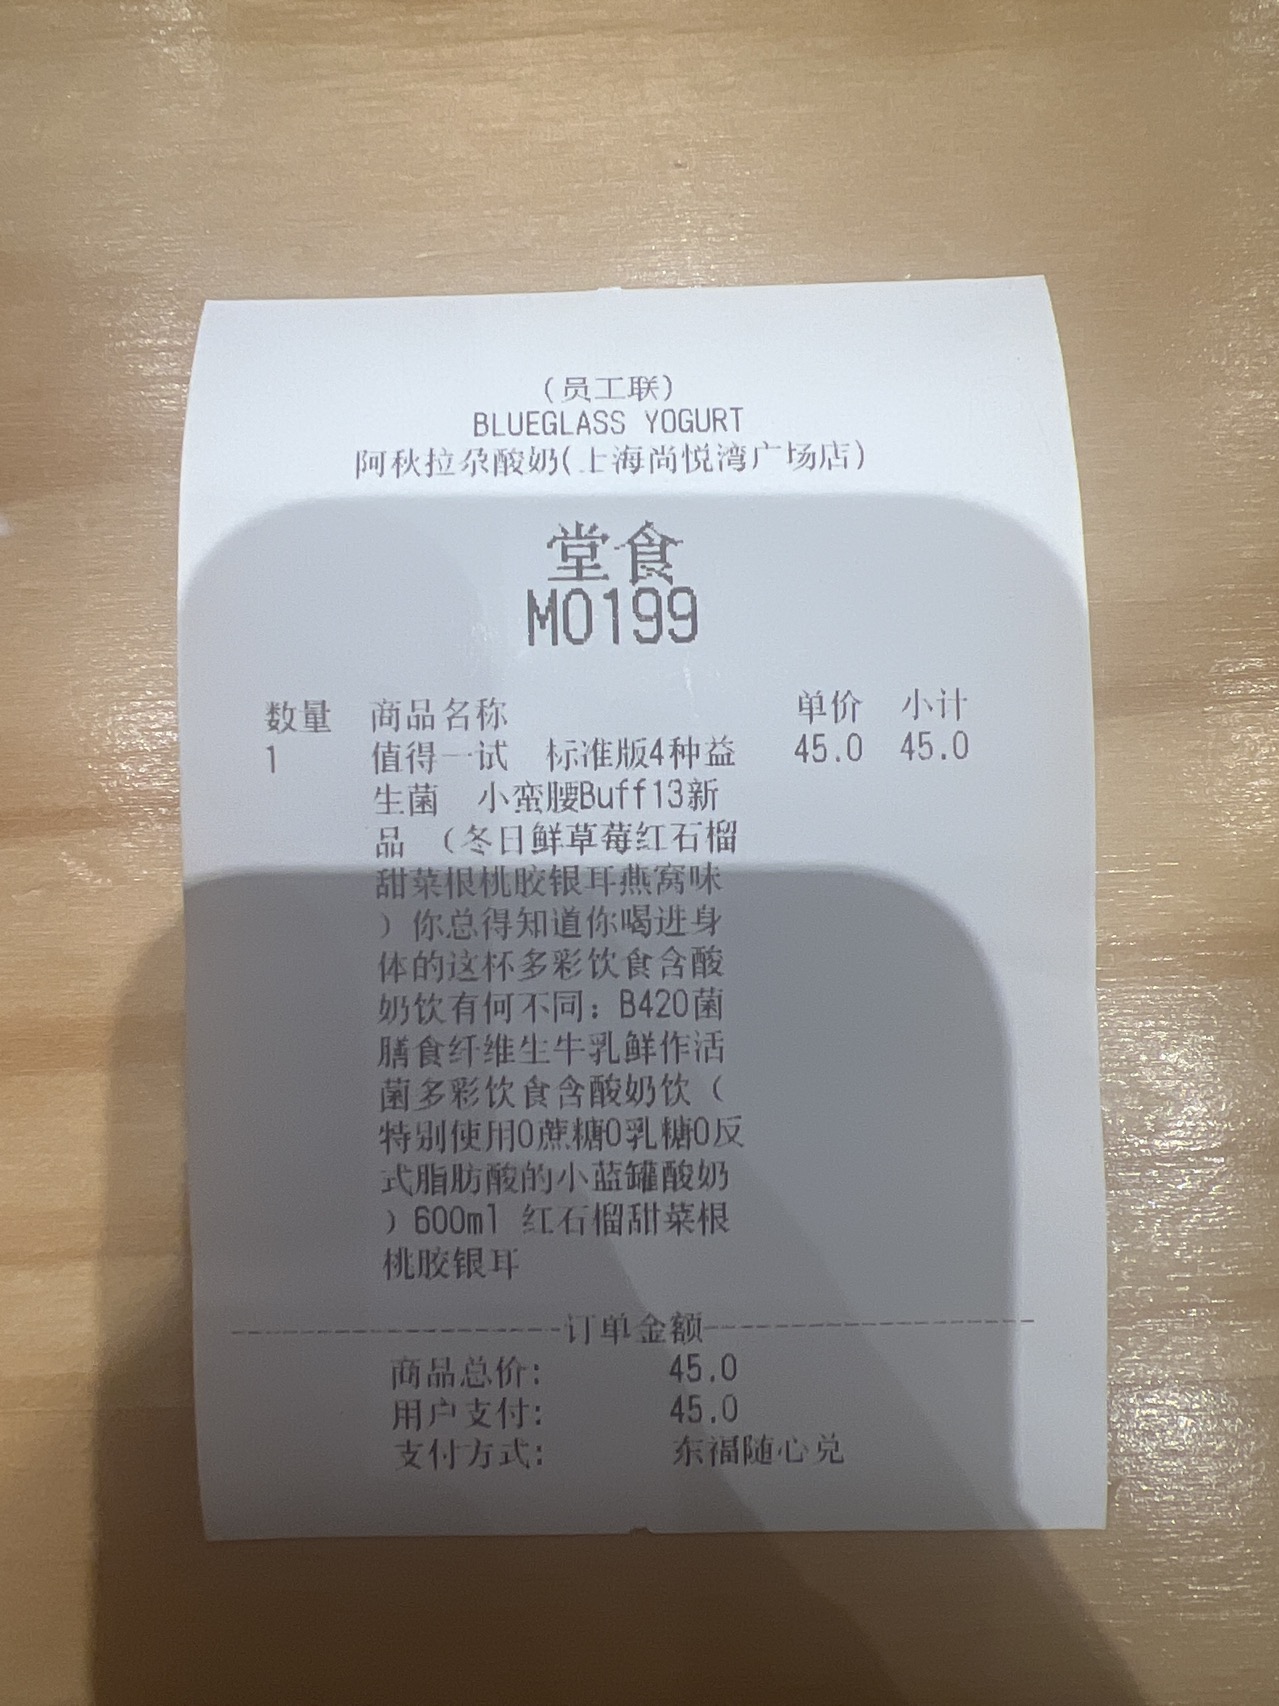 (员工联)
BLUEGLASS YOGURT
阿秋拉尕酸奶(上海尚悦湾广场店)
堂食
M0199
数量 商品名称 单价 小计
1 值得一试 标准版4种益 45.0 45.0
生菌 小蛮腰Buff13新
品 (冬日鲜草莓红石榴
甜菜根桃胶银耳燕窝味
)你总得知道你喝进身
体的这杯多彩饮食含酸
奶饮有何不同：B420菌
膳食纤维生牛乳鲜作活
菌多彩饮食含酸奶饮(
特别使用0蔗糖0乳糖0反
式脂肪酸的小蓝罐酸奶
)600ml 红石榴甜菜根
桃胶银耳
------------------订单金额------------------
商品总价: 45.0
用户支付: 45.0
支付方式: 东福随心兑